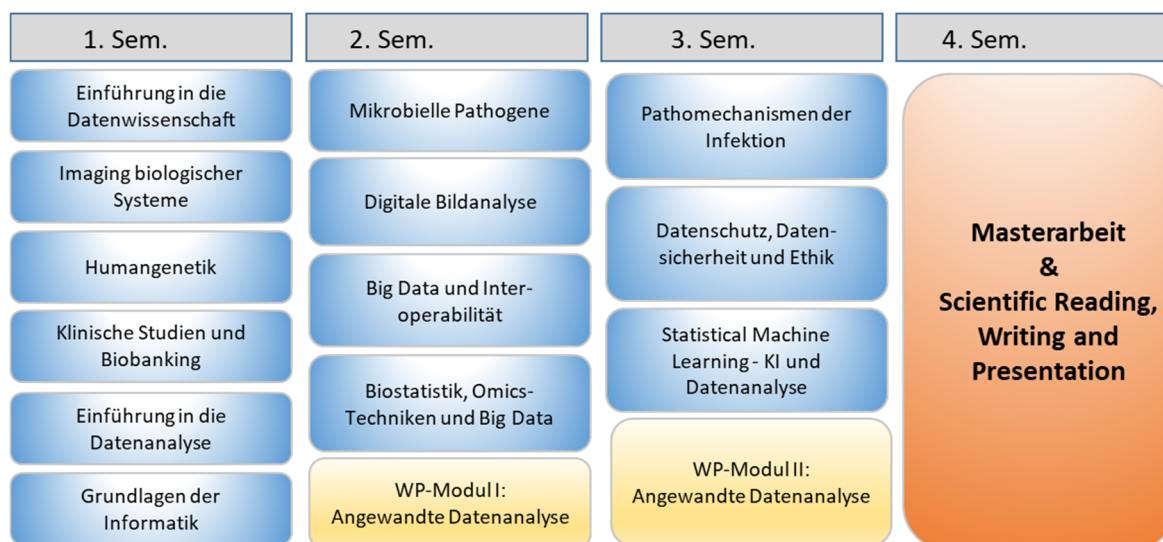 1. Sem.
Einführung in die
Datenwissenschaft
Imaging biologischer
Systeme
Humangenetik
Klinische Studien und
Biobanking
Einführung in die
Datenanalyse
Grundlagen der
Informatik
2. Sem.
Mikrobielle Pathogene
Digitale Bildanalyse
Big Data und Inter-
operabilität
Biostatistik, Omics-
Techniken und Big Data
WP-Modul I:
Angewandte Datenanalyse
3. Sem.
Pathomechanismen der
Infektion
Datenschutz, Daten-
sicherheit und Ethik
Statistical Machine
Learning - KI und
Datenanalyse
WP-Modul II:
Angewandte Datenanalyse
4. Sem.
Masterarbeit
&
Scientific Reading,
Writing and
Presentation